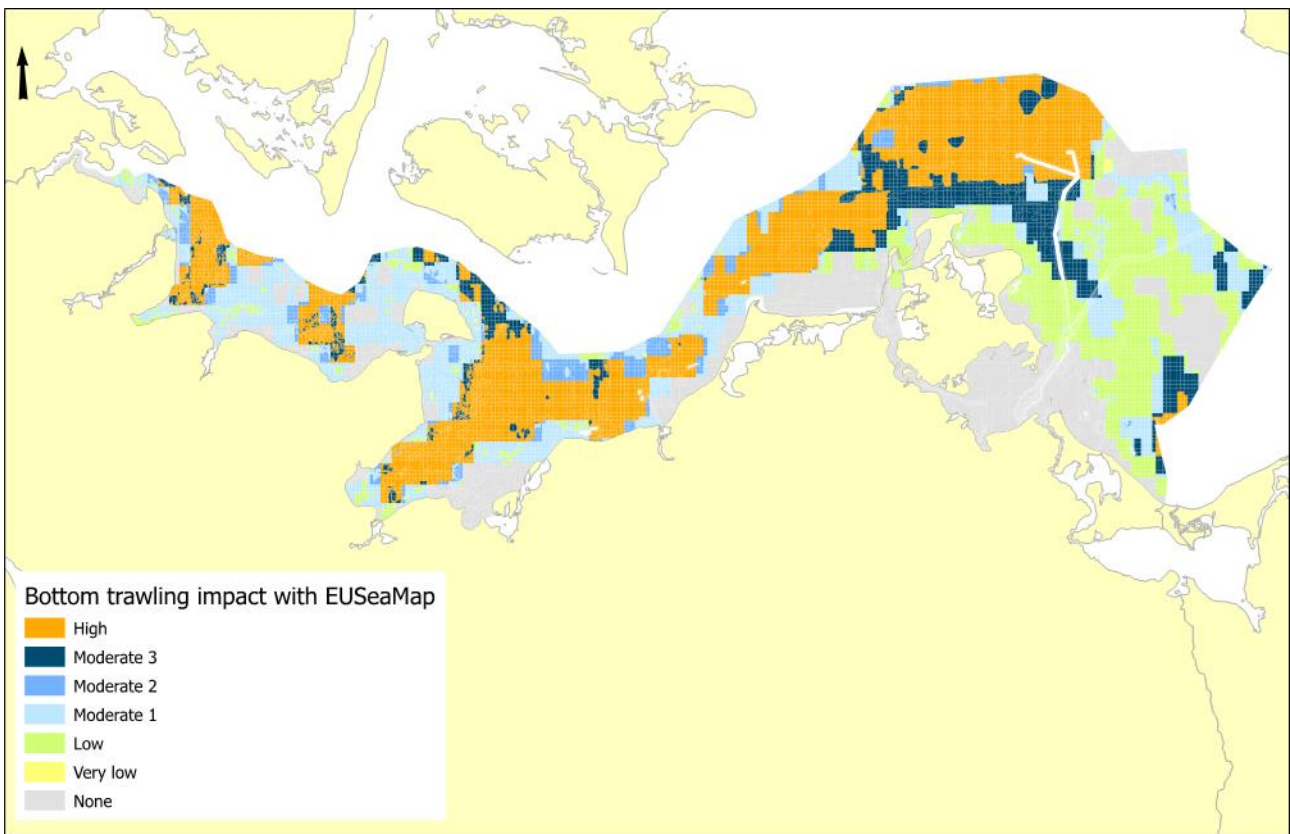 Bottom trawling impact with EUSeaMap
High
Moderate 3
Moderate 2
Moderate 1
Low
Very low
None